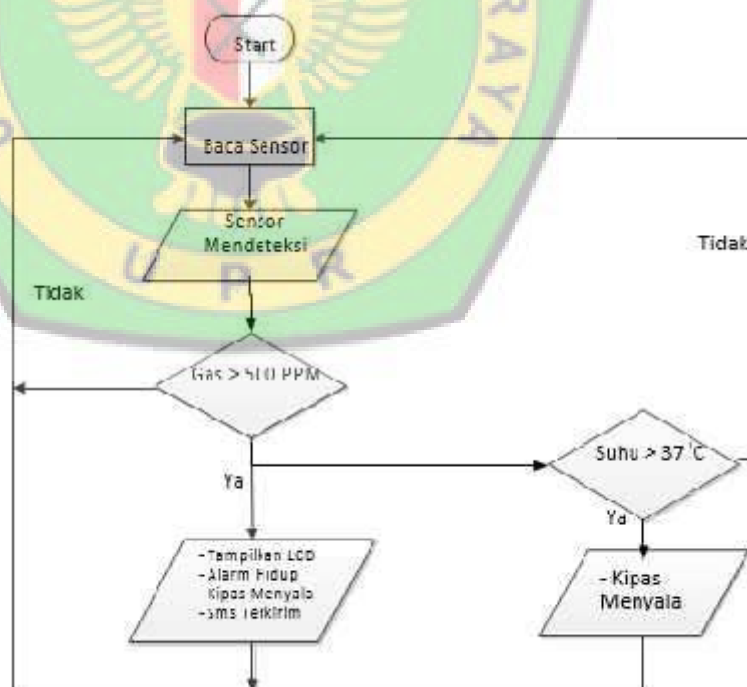 RAYA
Start
Baca Sensor
Sensor
Mendeteksi
U P R
Tidak
Tidak
Gas > 500 PPM
Suhu > 37 °C
Ya
Ya
- Tampilkan LCD
- Alarm Hidup
Kipas Menyala
- Sms Terkirim
- Kipas
Menyala